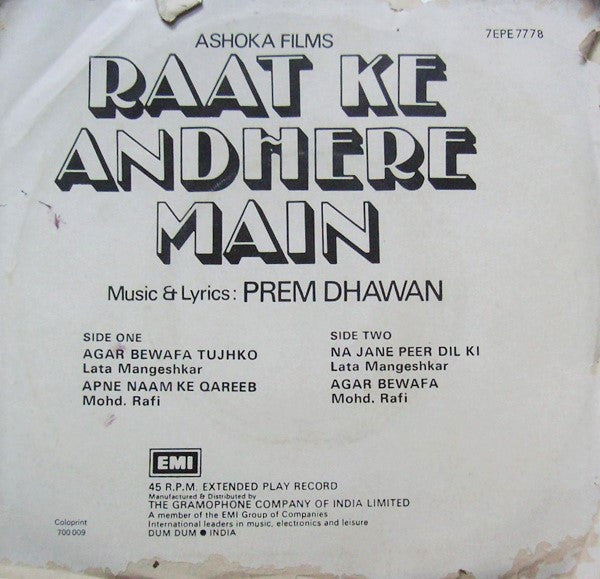 ASHOKA FILMS
7EPE7778
RAAT KE
ANDHERE
MAIN
Music & Lyrics: PREM DHAWAN
SIDE ONE
AGAR BEWAFA TUJHKO
Lata Mangeshkar
APNE NAAM KE QAREEB
Mohd. Rafi
SIDE TWO
NA JANE PEER DIL KI
Lata Mangeshkar
AGAR BEWAFA
Mohd. Rafi
EMI
45 R.P.M. EXTENDED PLAY RECORD
Manufactured & Distributed by
THE GRAMOPHONE COMPANY OF INDIA LIMITED
A member of the EMI Group of Companies
International leaders in music, electronics and leisure
DUM DUM ● INDIA
Coloprint
700 009